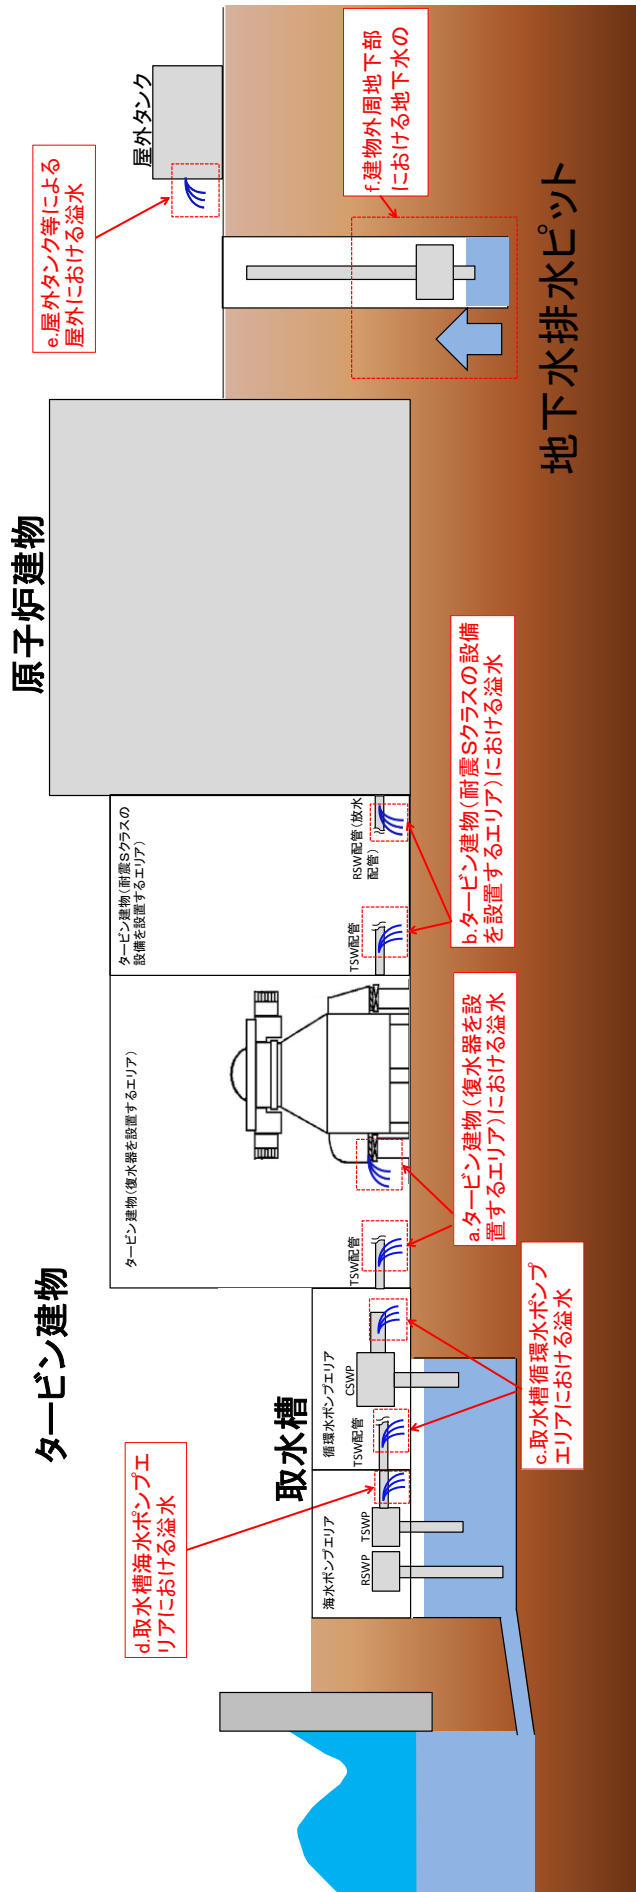 タービン建物
原子炉建物
取水槽
d.取水槽海水ポンプエ
リアにおける溢水
海水ポンプエリア
RSWP
TSWP
循環水ポンプエリア
TSW配管
CSWP
c.取水槽循環水ポンプ
エリアにおける溢水
タービン建物（復水器を設置するエリア）
TSW配管
a.タービン建物（復水器を設
置するエリア）における溢水
タービン建物（耐震Sクラスの
設備を設置するエリア）
TSW配管
RSW配管（放水
配管）
b.タービン建物（耐震Sクラスの設備
を設置するエリア）における溢水
e.屋外タンク等による
屋外における溢水
屋外タンク
f.建物外周地下部
における地下水の
地下水排水ピット